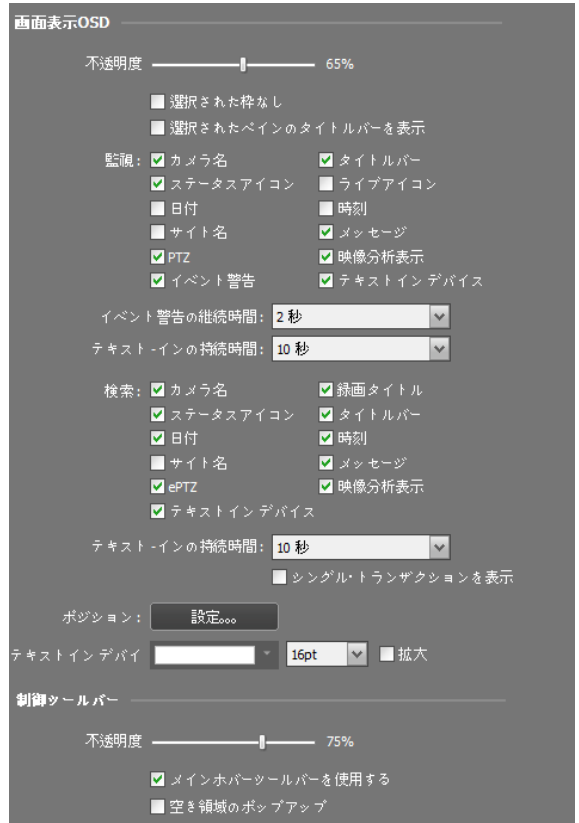 画面表示OSD
不透明度 65%
選択された枠なし
選択されたペインのタイトルバーを表示
監視: カメラ名 タイトルバー
ステータスアイコン ライブアイコン
日付 時刻
サイト名 メッセージ
PTZ 映像分析表示
イベント警告 テキストインデバイス
イベント警告の継続時間: 2 秒
テキスト-インの持続時間: 10 秒
検索: カメラ名 録画タイトル
ステータスアイコン タイトルバー
日付 時刻
サイト名 メッセージ
ePTZ 映像分析表示
テキストインデバイス
テキスト-インの持続時間: 10 秒
シングル・トランザクションを表示
ポジション: 設定。。。
テキストインデバイ 16pt 拡大
制御ツールバー
不透明度 75%
メインホバーツールバーを使用する
空き領域のポップアップ